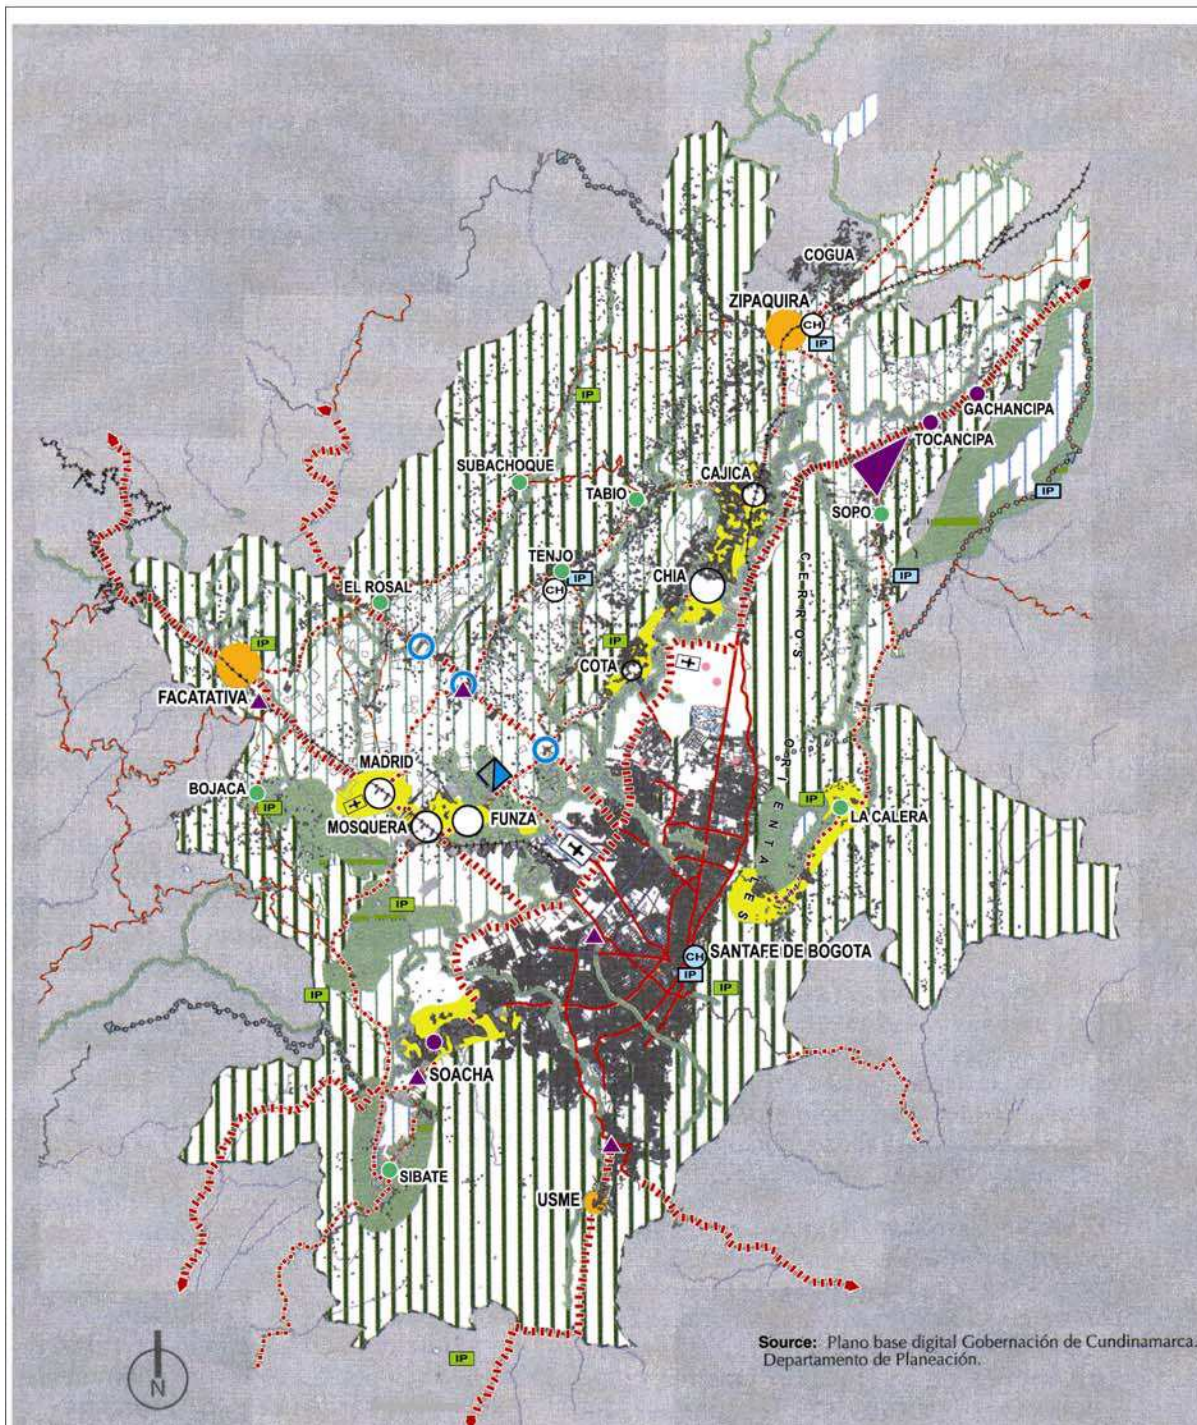 COGUA
ZIPAQUIRA
CH
IP
IP
GACHANCIPA
TOCANCIPA
SUBACHOQUE
CAJICA
TABIO
SOPO
IP
TENJO
IP
CH
CHIA
IP
EL ROSAL
CERROS
IP
IP
COTA
FACATATIVA
MADRID
ORIENTALES
BOJACA
IP
IP
LA CALERA
MOSQUERA
FUNZA
IP
CH
SANTAFE DE BOGOTA
IP
IP
IP
SOACHA
SIBATE
USME
Source: Plano base digital Gobernación de Cundinamarca.
Departamento de Planeación.
IP
N